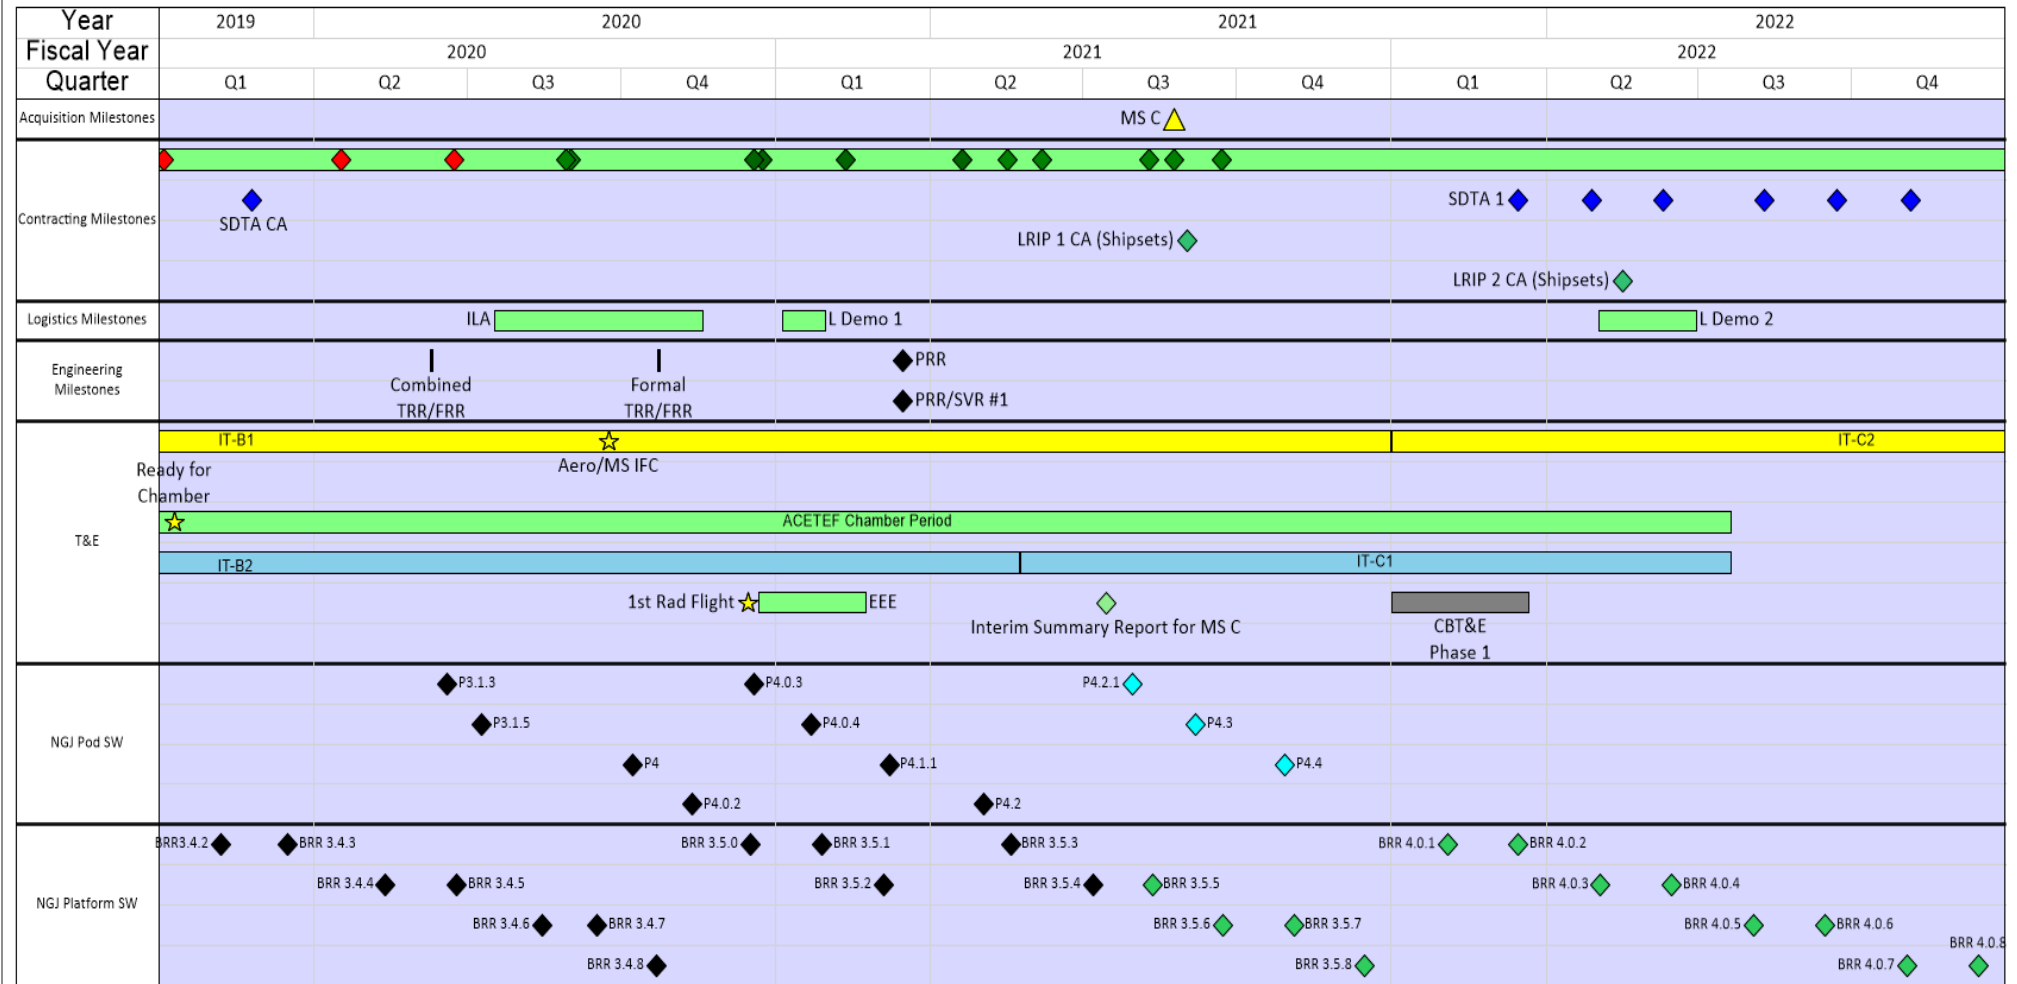 Year 2019 2020 2021 2022
Fiscal Year 2020 2021 2022
Quarter Q1 Q2 Q3 Q4 Q1 Q2 Q3 Q4 Q1 Q2 Q3 Q4
Acquisition Milestones MS C
Contracting Milestones
SDTA 1
SDTA CA
LRIP 1 CA (Shipsets)
LRIP 2 CA (Shipsets)
Logistics Milestones ILA L Demo 1 L Demo 2
Engineering
Milestones
PRR
Combined
TRR/FRR
Formal
TRR/FRR
PRR/SVR #1
T&E
IT-B1 IT-C2
Aero/MS IFC
Ready for
Chamber
ACETEF Chamber Period
IT-B2 IT-C1
1st Rad Flight EEE
Interim Summary Report for MS C
CBT&E
Phase 1
NGJ Pod SW
P3.1.3 P4.0.3 P4.2.1
P3.1.5 P4.0.4 P4.3
P4 P4.1.1 P4.4
P4.0.2 P4.2
NGJ Platform SW
BRR3.4.2 BRR 3.4.3 BRR 3.5.0 BRR 3.5.1 BRR 3.5.3 BRR 4.0.1 BRR 4.0.2
BRR 3.4.4 BRR 3.4.5 BRR 3.5.2 BRR 3.5.4 BRR 3.5.5 BRR 4.0.3 BRR 4.0.4
BRR 3.4.6 BRR 3.4.7 BRR 3.5.6 BRR 3.5.7 BRR 4.0.5 BRR 4.0.6
BRR 4.0.8
BRR 3.4.8 BRR 3.5.8 BRR 4.0.7